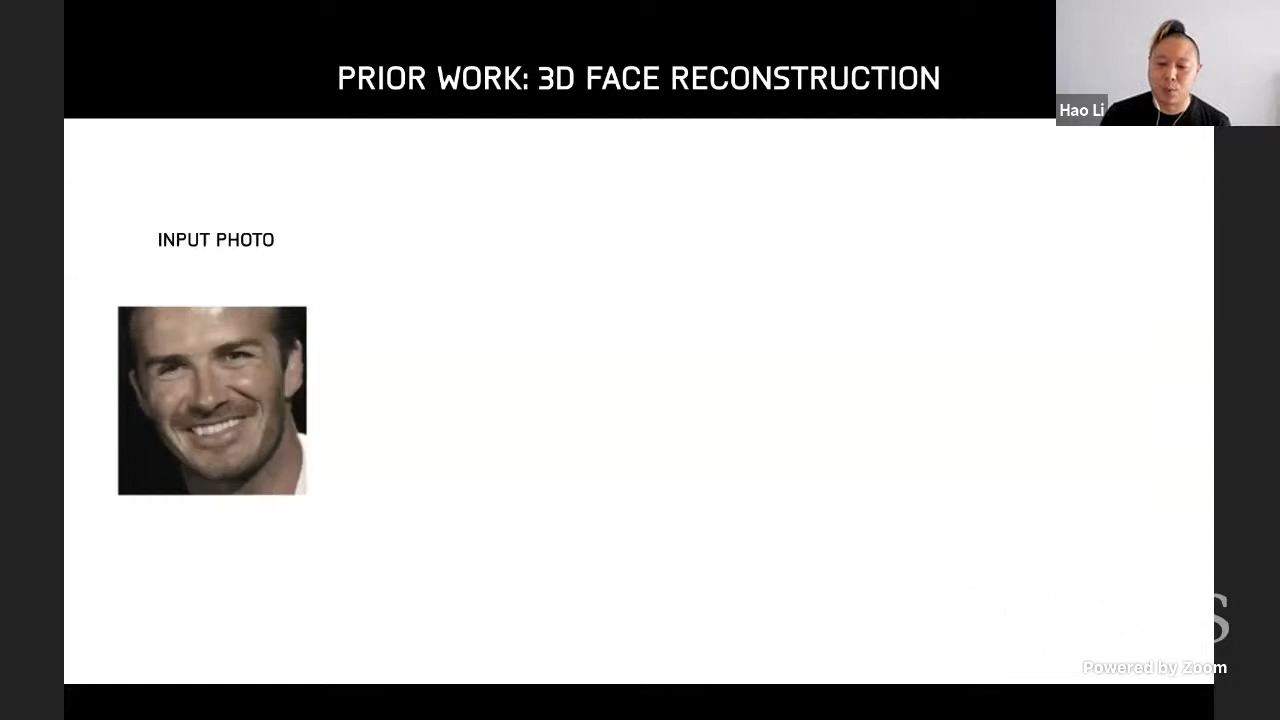 PRIOR WORK: 3D FACE RECONSTRUCTION
Hao Li
INPUT PHOTO
S
Powered by Zoom